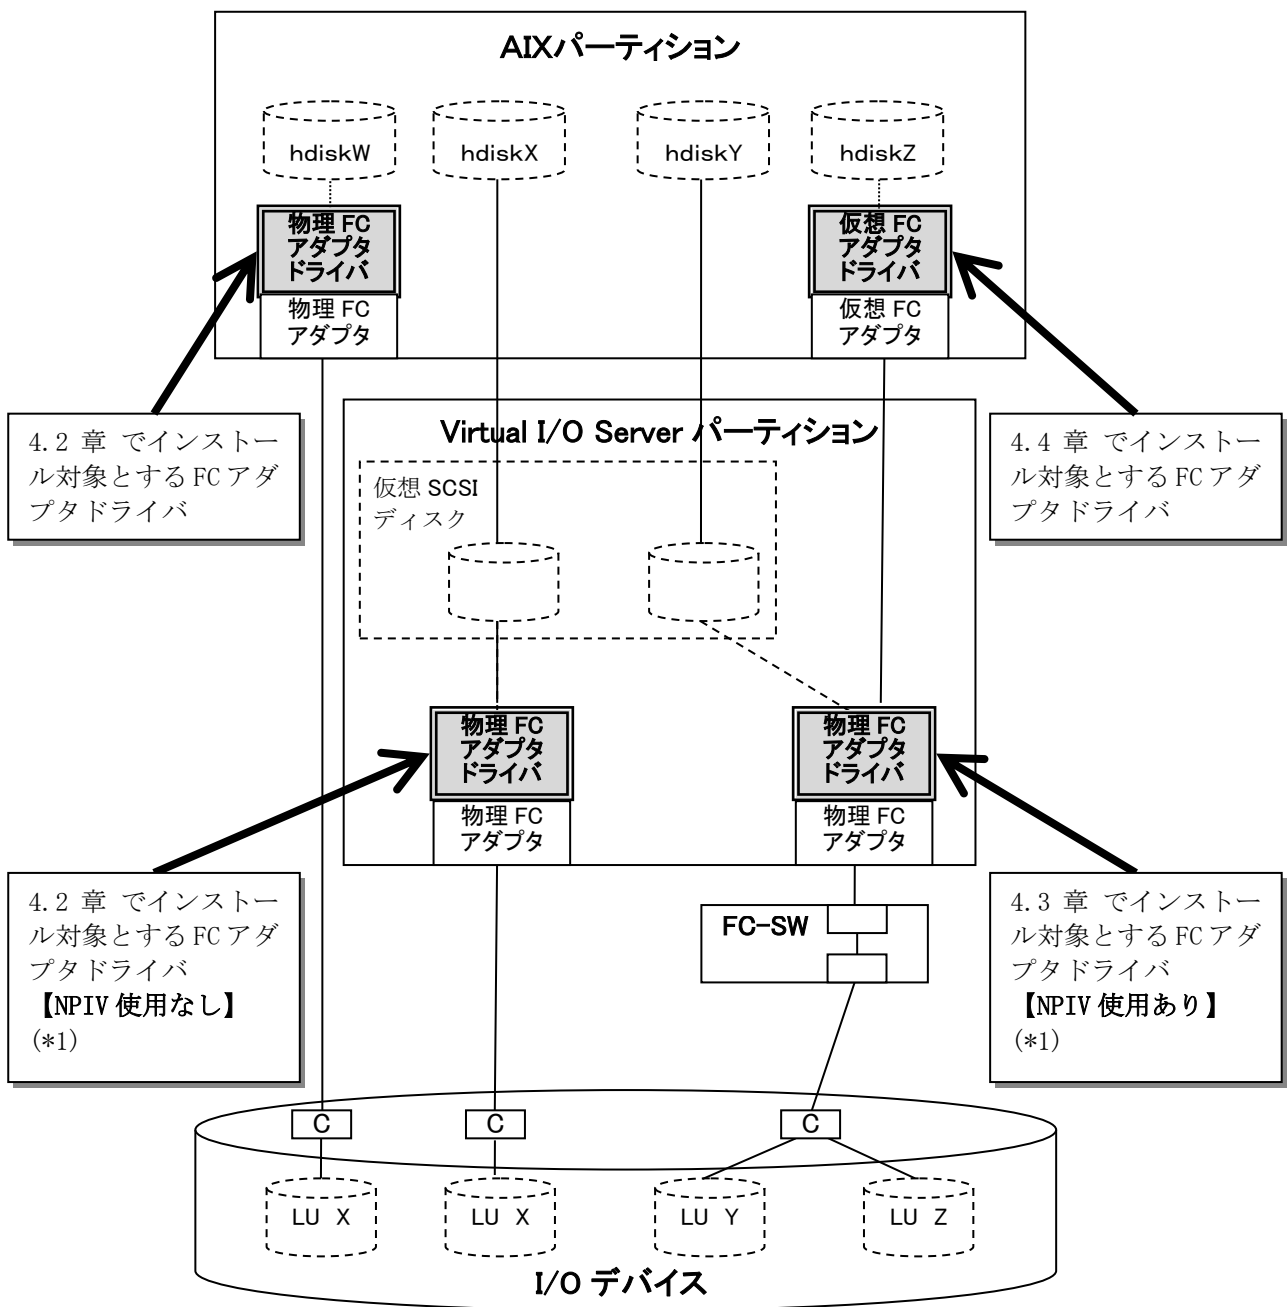 AIXパーティション
hdiskW
hdiskX
hdiskY
hdiskZ
物理 FC
アダプタ
ドライバ
物理 FC
アダプタ
仮想 FC
アダプタ
ドライバ
仮想 FC
アダプタ
4.2 章 でインストー
ル対象とする FC アダ
プタドライバ
4.4 章 でインストー
ル対象とする FC アダ
プタドライバ
Virtual I/O Server パーティション
仮想 SCSI
ディスク
物理 FC
アダプタ
ドライバ
物理 FC
アダプタ
物理 FC
アダプタ
ドライバ
物理 FC
アダプタ
4.2 章 でインストー
ル対象とする FC アダ
プタドライバ
【NPIV 使用なし】
(*1)
FC-SW
4.3 章 でインストー
ル対象とする FC アダ
プタドライバ
【NPIV 使用あり】
(*1)
C
C
C
LU X
LU X
LU Y
LU Z
I/O デバイス